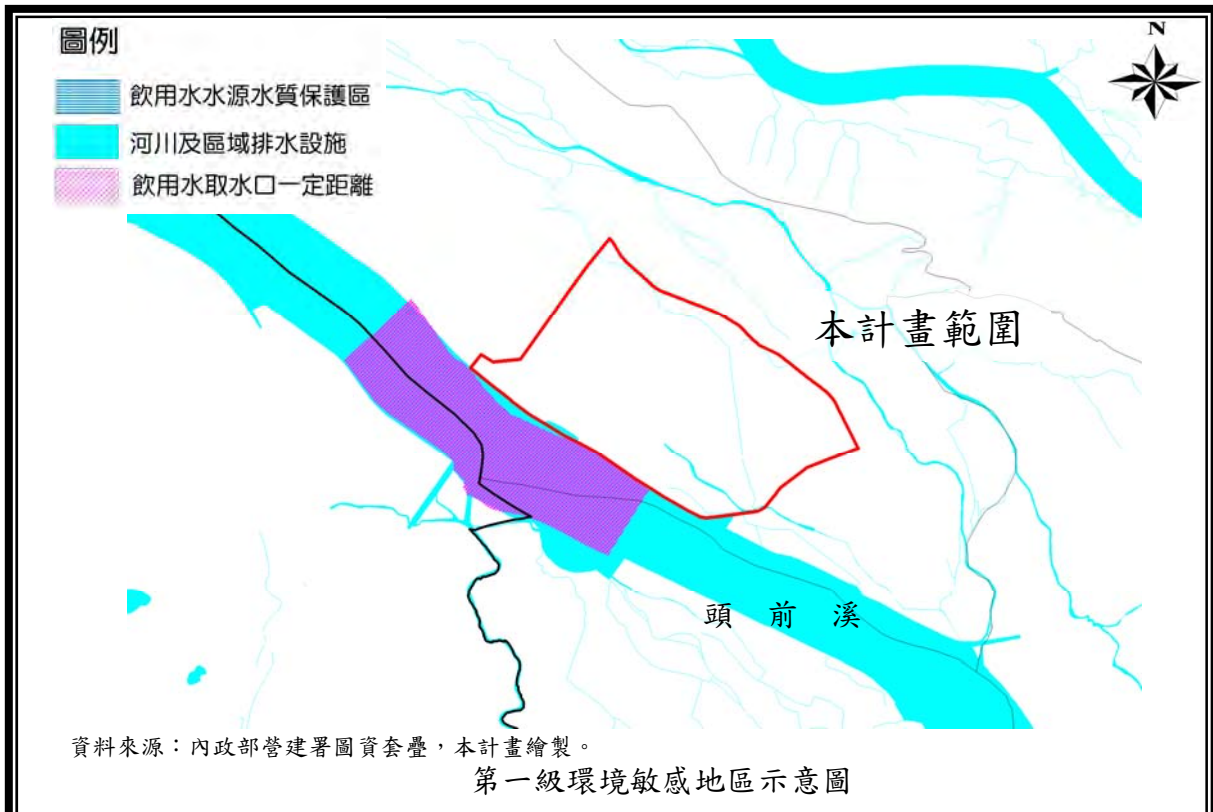 圖例
N
飲用水水源水質保護區
河川及區域排水設施
飲用水取水口一定距離
本計畫範圍
頭前溪
資料來源：內政部營建署圖資套疊，本計畫繪製。
第一級環境敏感地區示意圖